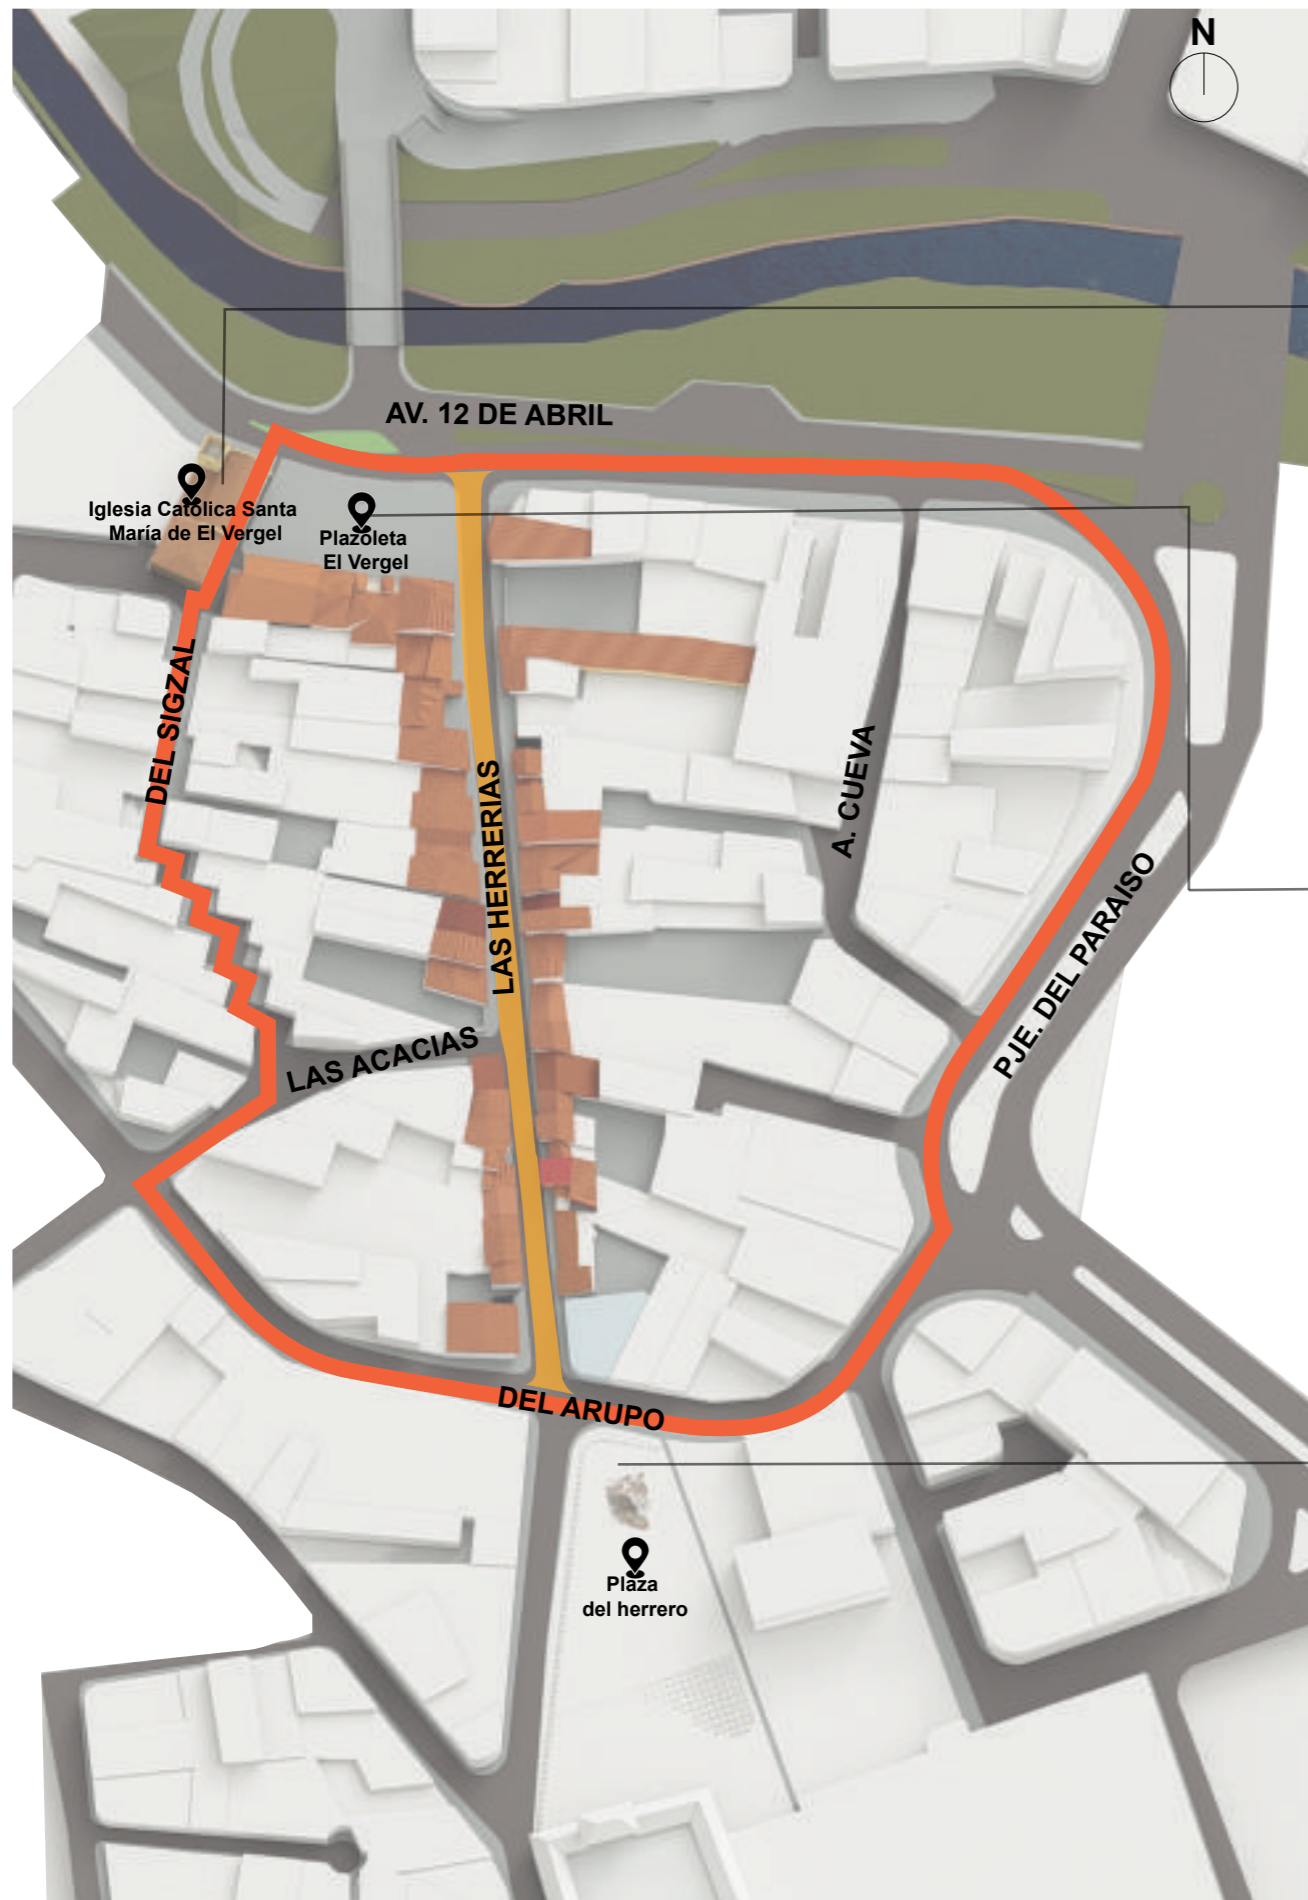 N
AV. 12 DE ABRIL
Iglesia Católica Santa
María de El Vergel
Plazoleta
El Vergel
DEL SIGZAL
LAS HERRERIAS
A. CUEVA
PJE. DEL PARAISO
LAS ACACIAS
DEL ARUPO
Plaza
del herrero